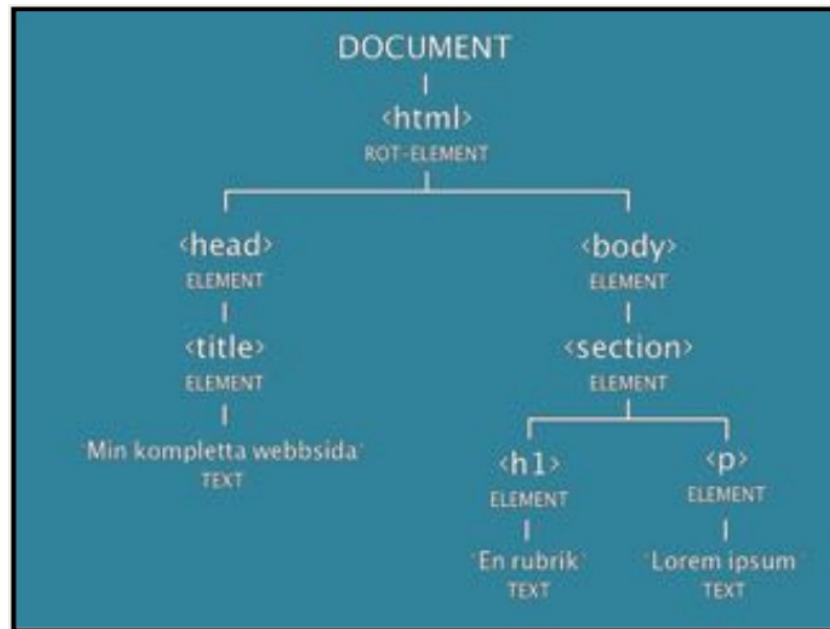 DOCUMENT
<html>
ROT-ELEMENT
<head> <body>
ELEMENT ELEMENT
<title> <section>
ELEMENT ELEMENT
'Min kompletta webbsida'
TEXT
<h1> <p>
ELEMENT ELEMENT
'En rubrik' 'Lorem ipsum'
TEXT TEXT